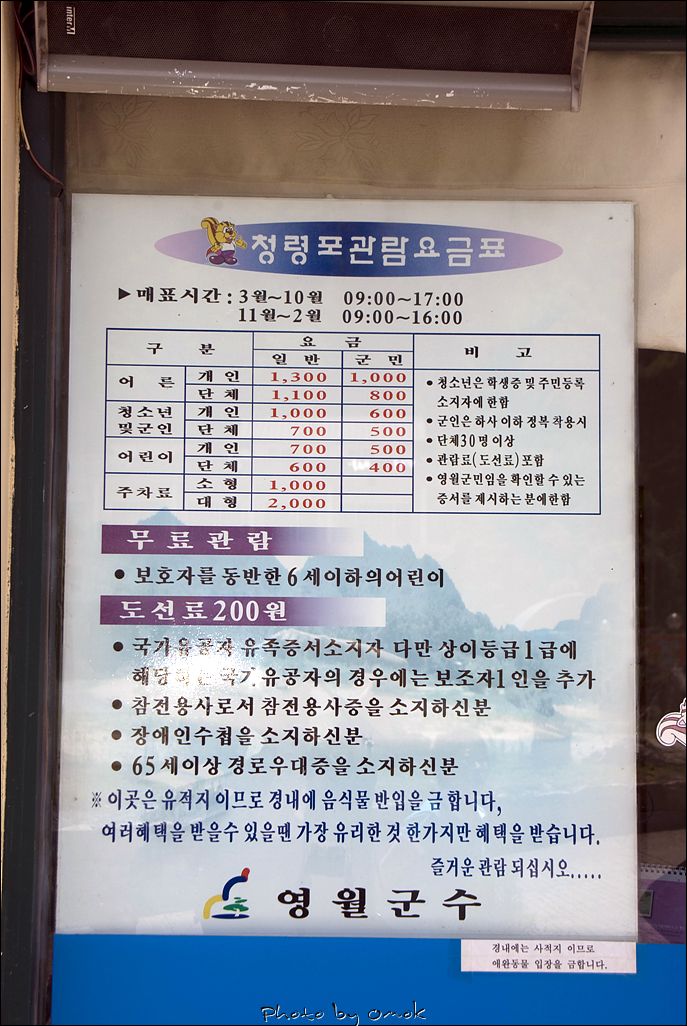 inter.M
청령포관람요금표
▶매표시간 : 3월~10월 09:00~17:00
11월~2월 09:00~16:00
구 분 요 금 비 고
일 반 군 민
어 른 개 인 1,300 1,000
단 체 1,100 800
청소년 및군인 개 인 1,000 600
단 체 700 500
어린이 개 인 700 500
단 체 600 400
주차료 소 형 1,000
대 형 2,000
• 청소년은 학생증 및 주민등록
소지자에 한함
• 군인은 하사 이하 정복 착용시
• 단체30명 이상
• 관람료(도선료)포함
• 영월군민임을 확인할 수 있는
증서를 제시하는 분에한함
무료관람
• 보호자를 동반한 6세이하의어린이
도선료200원
• 국가유공자 유족증서소지자 다만 상이등급1급에
해당하는 국가유공자의 경우에는 보조자1인을 추가
• 참전용사로서 참전용사증을 소지하신분
• 장애인수첩을 소지하신분
• 65세이상 경로우대증을 소지하신분
※ 이곳은 유적지 이므로 경내에 음식물 반입을 금 합니다,
여러혜택을 받을수 있을땐 가장 유리한 것 한가지만 혜택을 받습니다.
즐거운 관람 되십시오.....
영월군수
경내에는 사적지 이므로
애완동물 입장을 금합니다.
Photo by Omok